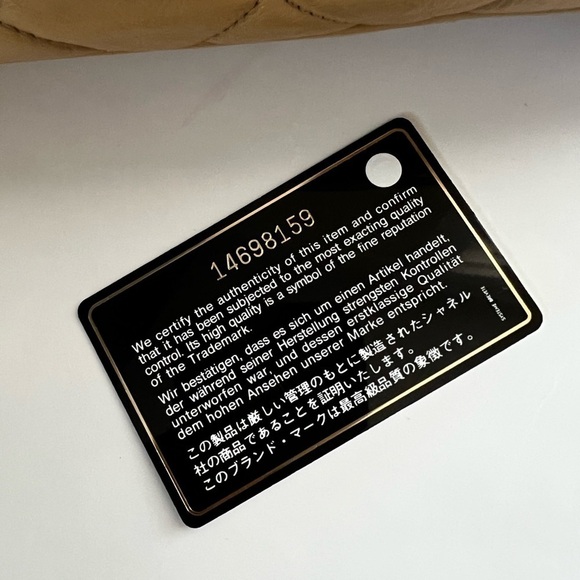 14698159
We certify the authenticity of this item and confirm
that it has been subjected to the most exacting quality
control. Its high quality is a symbol of the fine reputation
of the Trademark.
Wir bestätigen, dass es sich um einen Artikel handelt,
der während seiner Herstellung strengsten Kontrollen
unterworfen war, und dessen erstklassige Qualität
dem hohen Ansehen unserer Marke entspricht.
この製品は厳しい管理のもとに製造されたシャネル
社の商品であることを証明いたします。
このブランド・マークは最高級品質の象徴です。